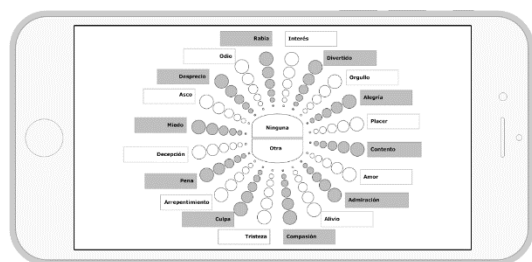 Rabia
Interés
Odio
Divertido
Desprecio
Orgullo
Asco
Alegría
Miedo
Placer
Ninguna
Otra
Decepción
Contento
Pena
Amor
Arrepentimiento
Admiración
Culpa
Alivio
Tristeza
Compasión